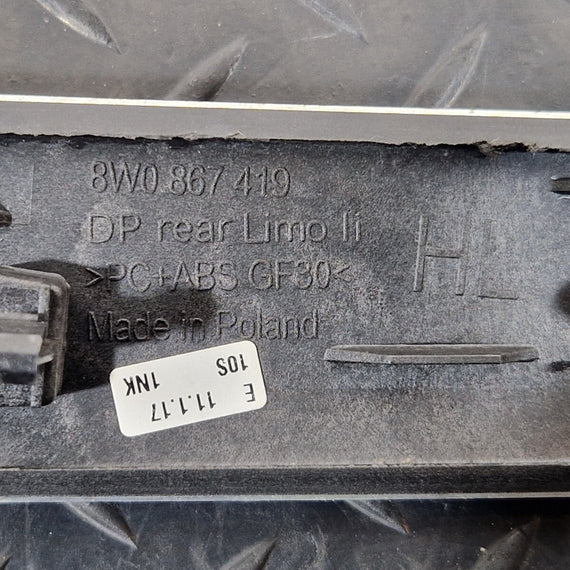 8W0 867 419
DP rear Limo li
>PC+ABS GF30<
Made in Poland
HL
E 10S
11.1.17
1NK